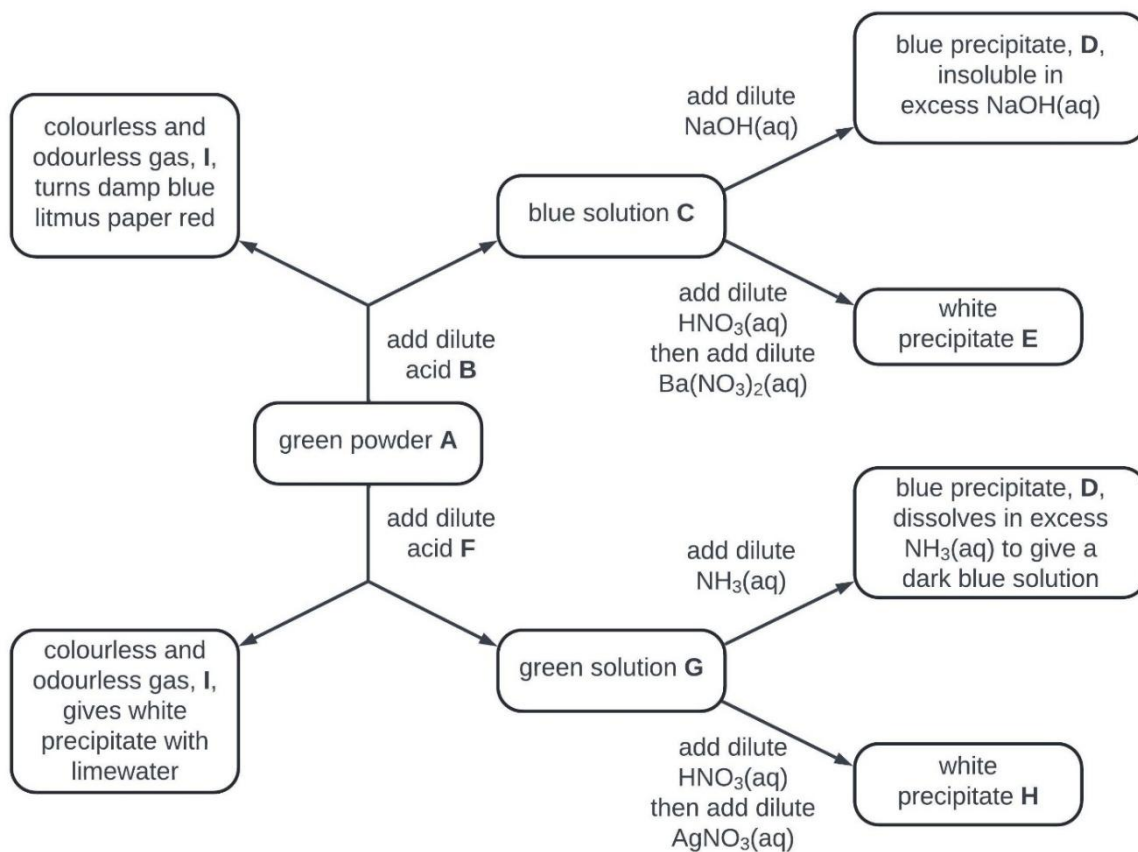 colourless and
odourless gas, I,
turns damp blue
litmus paper red
add dilute
acid B
green powder A
add dilute
acid F
colourless and
odourless gas, I,
gives white
precipitate with
limewater
blue solution C
add dilute
NaOH(aq)
blue precipitate, D,
insoluble in
excess NaOH(aq)
add dilute
HNO₃(aq)
then add dilute
Ba(NO₃)₂(aq)
white
precipitate E
green solution G
add dilute
NH₃(aq)
blue precipitate, D,
dissolves in excess
NH₃(aq) to give a
dark blue solution
add dilute
HNO₃(aq)
then add dilute
AgNO₃(aq)
white
precipitate H